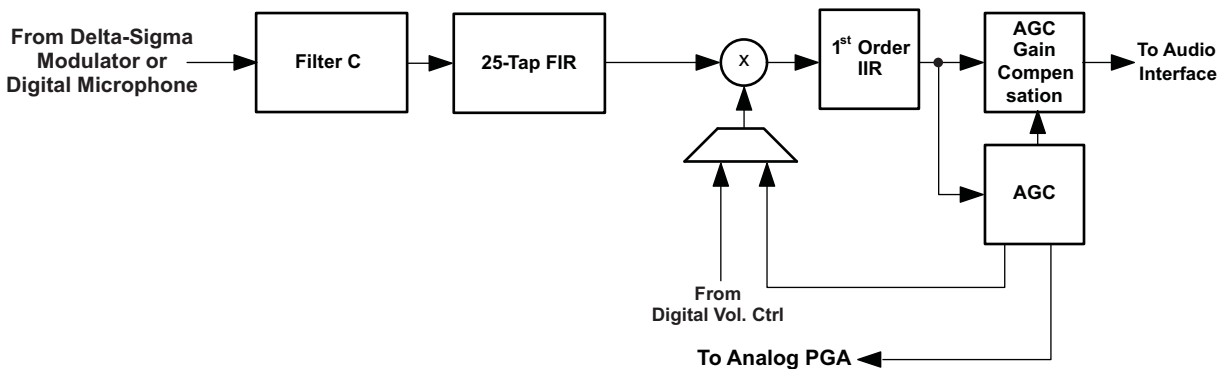 From Delta-Sigma
Modulator or
Digital Microphone
Filter C
25-Tap FIR
x
1st Order
IIR
AGC
Gain
Compen
sation
To Audio
Interface
AGC
From
Digital Vol. Ctrl
To Analog PGA